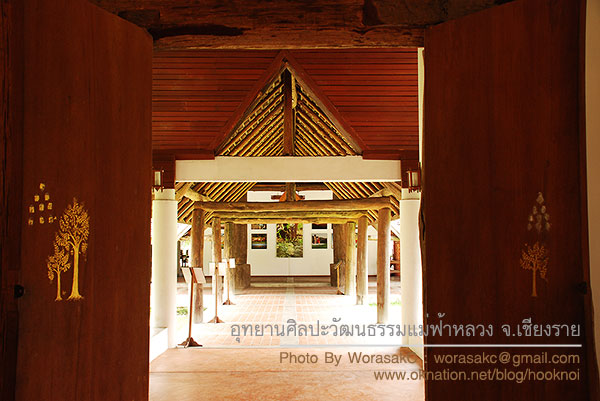 อุทยานศิลปะวัฒนธรรมแม่ฟ้าหลวง จ.เชียงราย
Photo By WorasakC : worasakc@gmail.com
www.oknation.net/blog/hooknoi